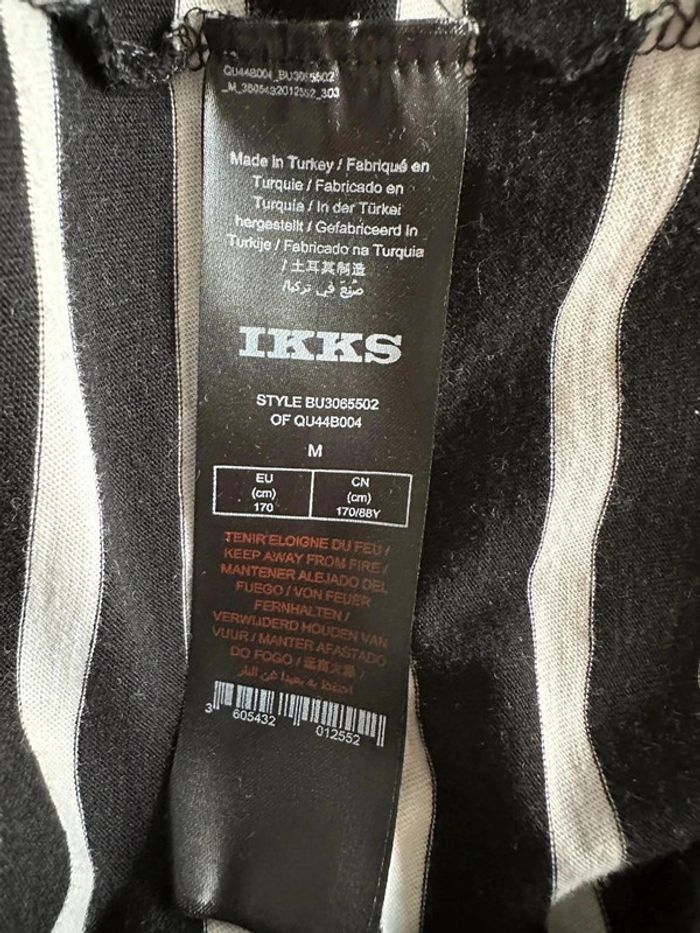 QU44B004_BU3065502
_M_3605432012552_303
Made in Turkey / Fabriqué en
Turquie / Fabricado en
Turquía / In der Türkei
hergestellt / Gefabriceerd in
Turkije / Fabricado na Turquia
/ 土耳其制造
صُنِعَ في تركيا/
IKKS
STYLE BU3065502
OF QU44B004
M
EU CN
(cm) (cm)
170 170/88Y
TENIR ELOIGNE DU FEU /
KEEP AWAY FROM FIRE /
MANTENER ALEJADO DEL
FUEGO / VON FEUER
FERNHALTEN /
VERWIJDERD HOUDEN VAN
VUUR / MANTER AFASTADO
DO FOGO / 远离火源 /
احتفظ به بعيدا عن النار
3 605432 012552